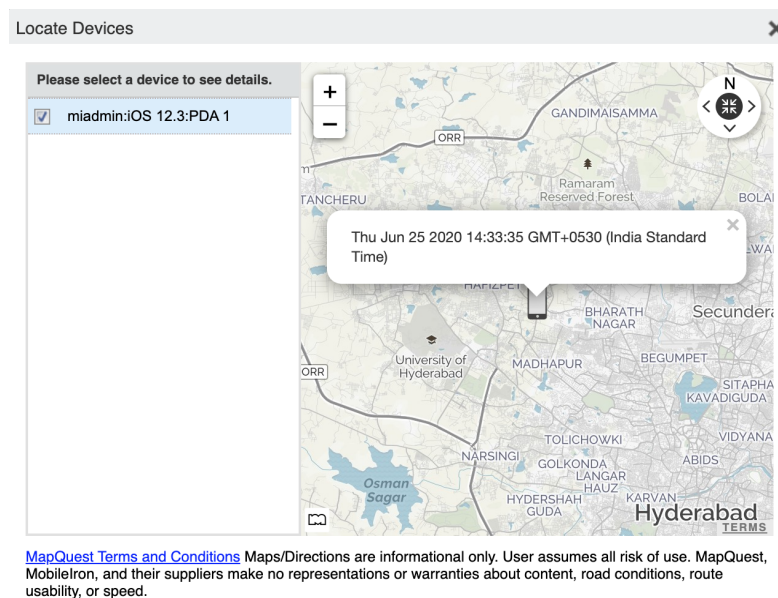 Locate Devices
Please select a device to see details.
miadmin:iOS 12.3:PDA 1
+
−
N
GANDIMAISAMMA
ORR
Ramaram
Reserved Forest
TANCHERU
BOLA
Thu Jun 25 2020 14:33:35 GMT+0530 (India Standard
Time)
HAFIZPET
BHARATH
NAGAR
Secundera
University of
Hyderabad
MADHAPUR
BEGUMPET
ORR
SITAPHA
KAVADIGUDA
TOLICHOWKI
VIDYANA
NARSINGI
GOLKONDA
ABIDS
LANGAR
HAUZ
Osman
Sagar
HYDERSHAH
GUDA
KARVAN
Hyderabad
TERMS
MapQuest Terms and Conditions Maps/Directions are informational only. User assumes all risk of use. MapQuest,
MobileIron, and their suppliers make no representations or warranties about content, road conditions, route
usability, or speed.